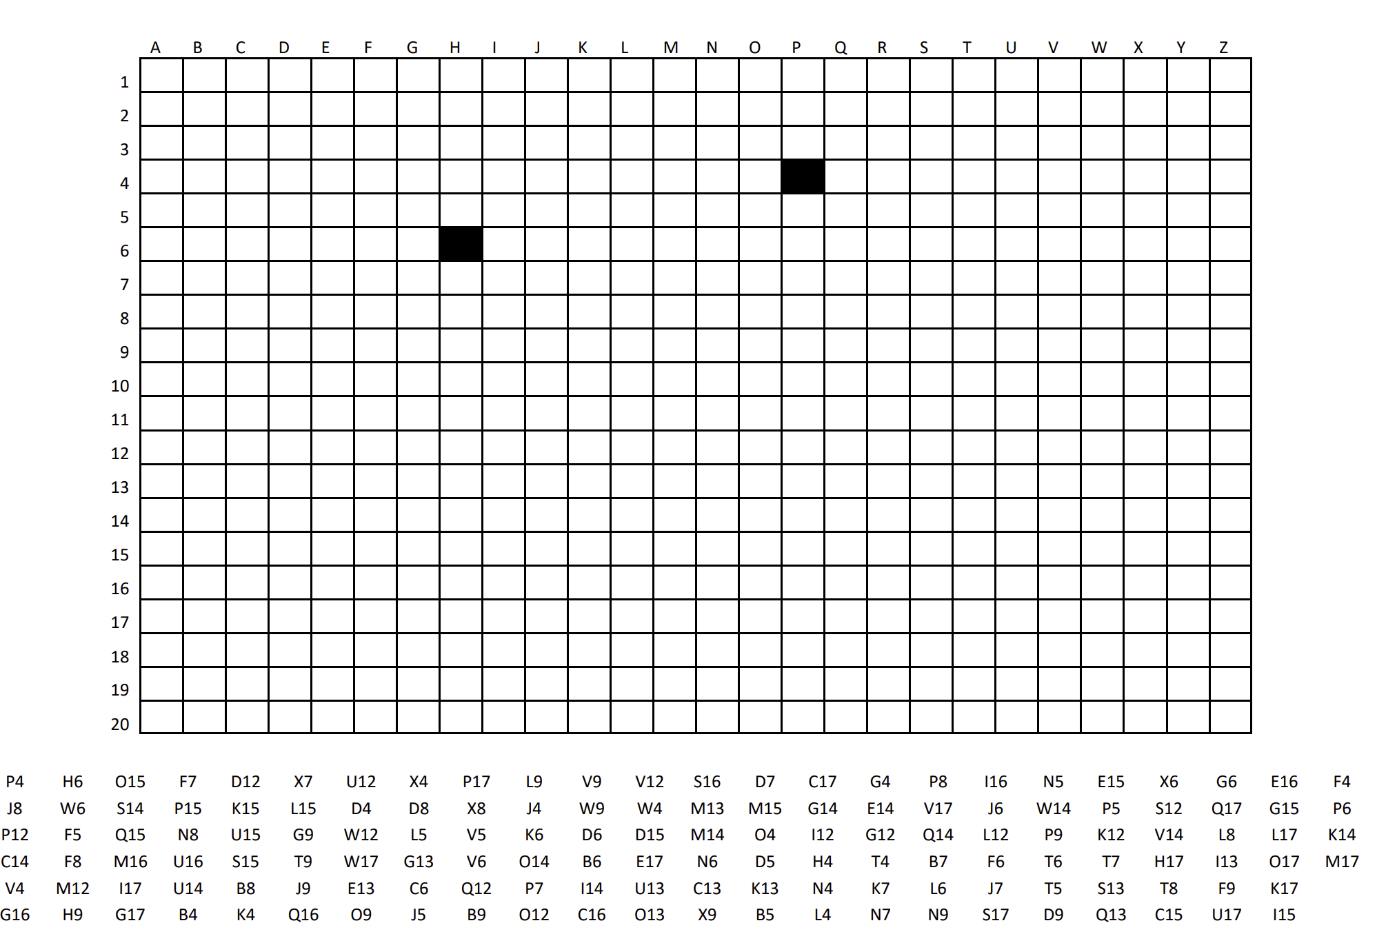 A B C D E F G H I J K L M N O P Q R S T U V W X Y Z
1
2
3
4
5
6
7
8
9
10
11
12
13
14
15
16
17
18
19
20
P4 H6 O15 F7 D12 X7 U12 X4 P17 L9 V9 V12 S16 D7 C17 G4 P8 I16 N5 E15 X6 G6 E16 F4
J8 W6 S14 P15 K15 L15 D4 D8 X8 J4 W9 W4 M13 M15 G14 E14 V17 J6 W14 P5 S12 Q17 G15 P6
P12 F5 Q15 N8 U15 G9 W12 L5 V5 K6 D6 D15 M14 O4 I12 G12 Q14 L12 P9 K12 V14 L8 L17 K14
C14 F8 M16 U16 S15 T9 W17 G13 V6 O14 B6 E17 N6 D5 H4 T4 B7 F6 T6 T7 H17 I13 O17 M17
V4 M12 I17 U14 B8 J9 E13 C6 Q12 P7 I14 U13 C13 K13 N4 K7 L6 J7 T5 S13 T8 F9 K17
G16 H9 G17 B4 K4 Q16 O9 J5 B9 O12 C16 O13 X9 B5 L4 N7 N9 S17 D9 Q13 C15 U17 I15